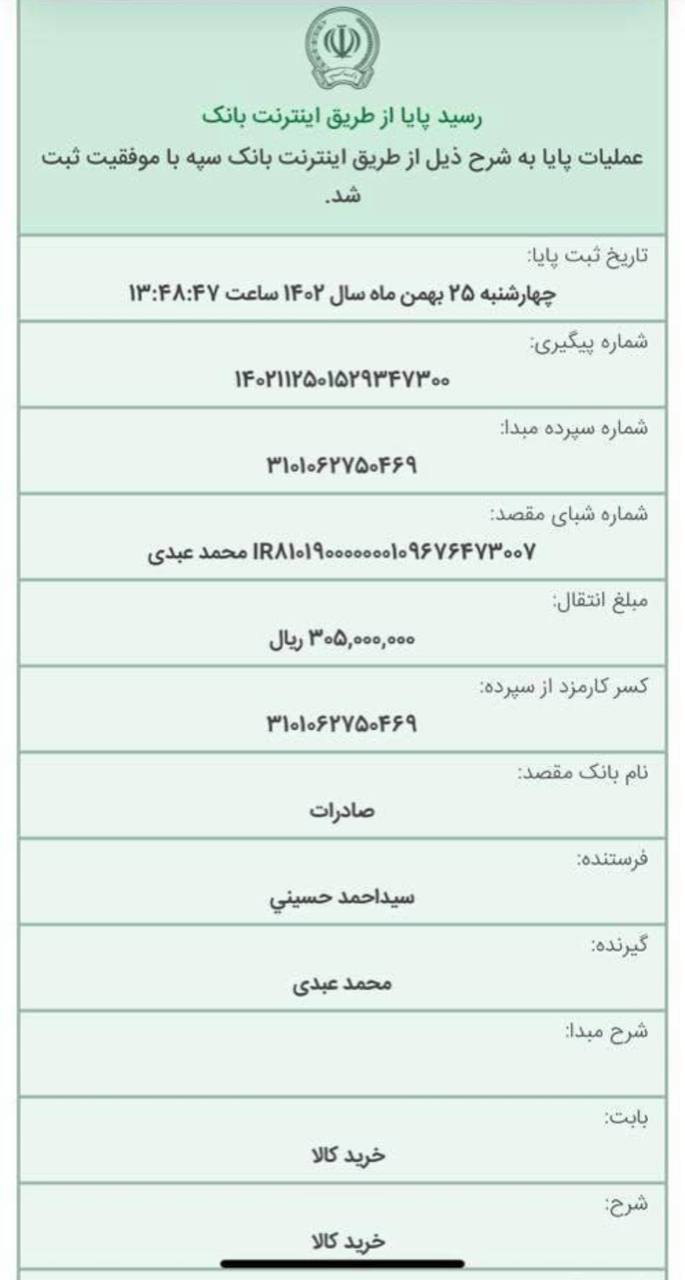 رسید پایا از طریق اینترنت بانک
عملیات پایا به شرح ذیل از طریق اینترنت بانک سپه با موفقیت ثبت
شد.
تاریخ ثبت پایا:
چهارشنبه ۲۵ بهمن ماه سال ۱۴۰۲ ساعت ۱۳:۴۸:۴۷
شماره پیگیری:
۱۴۰۲۱۱۲۵۰۱۵۲۹۳۴۷۳۰۰
شماره سپرده مبدا:
۳۱۰۱۰۶۲۷۵۰۴۶۹
شماره شبای مقصد:
IR۸۱۰۱۹۰۰۰۰۰۰۰۰۱۰۹۶۷۶۴۷۳۰۰۷ محمد عبدی
مبلغ انتقال:
۳۰۵,۰۰۰,۰۰۰ ریال
کسر کارمزد از سپرده:
۳۱۰۱۰۶۲۷۵۰۴۶۹
نام بانک مقصد:
صادرات
فرستنده:
سیداحمد حسيني
گیرنده:
محمد عبدی
شرح مبدا:
بابت:
خرید کالا
شرح:
خرید کالا